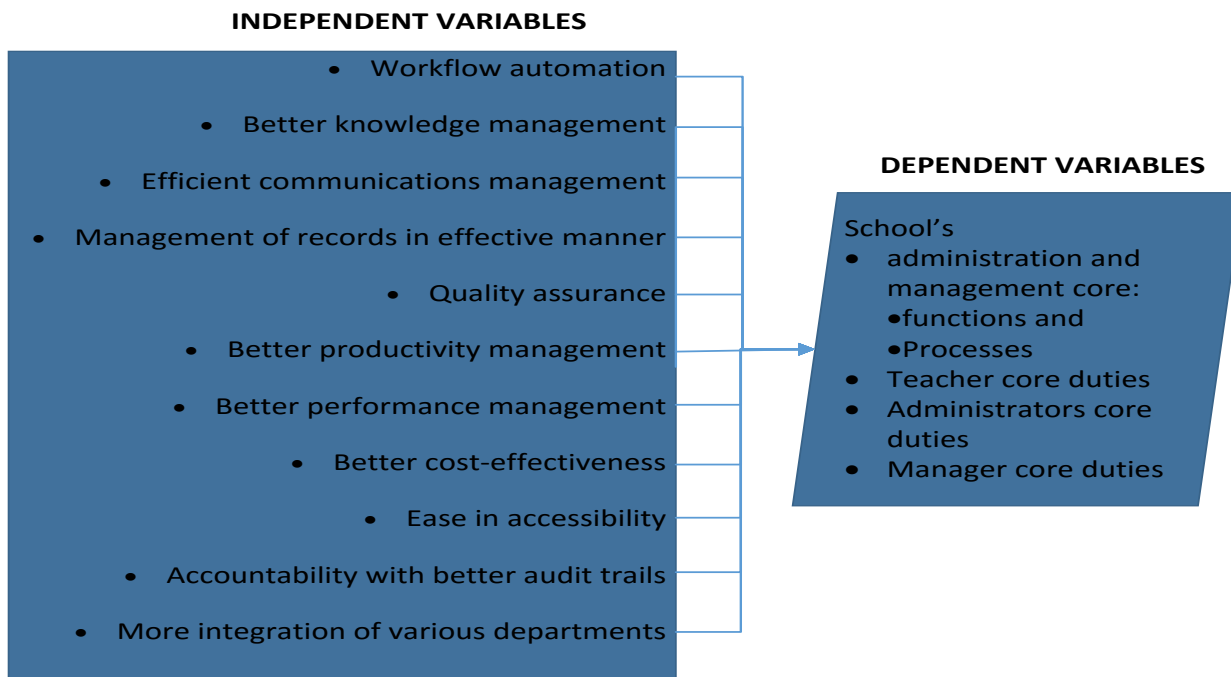 INDEPENDENT VARIABLES
• Workflow automation
• Better knowledge management
• Efficient communications management
• Management of records in effective manner
• Quality assurance
• Better productivity management
• Better performance management
• Better cost-effectiveness
• Ease in accessibility
• Accountability with better audit trails
• More integration of various departments
DEPENDENT VARIABLES
School’s
• administration and
management core:
•functions and
•Processes
• Teacher core duties
• Administrators core
duties
• Manager core duties